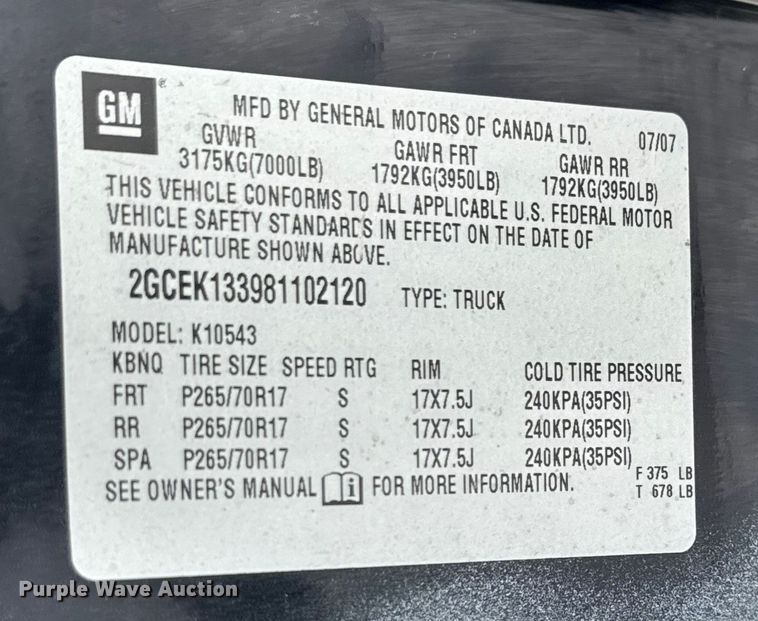 GM ®
MFD BY GENERAL MOTORS OF CANADA LTD. 07/07
GVWR GAWR FRT GAWR RR
3175KG(7000LB) 1792KG(3950LB) 1792KG(3950LB)
THIS VEHICLE CONFORMS TO ALL APPLICABLE U.S. FEDERAL MOTOR
VEHICLE SAFETY STANDARDS IN EFFECT ON THE DATE OF
MANUFACTURE SHOWN ABOVE.
2GCEK133981102120 TYPE: TRUCK
MODEL: K10543
KBNQ TIRE SIZE SPEED RTG RIM COLD TIRE PRESSURE
FRT P265/70R17 S 17X7.5J 240KPA(35PSI)
RR P265/70R17 S 17X7.5J 240KPA(35PSI)
SPA P265/70R17 S 17X7.5J 240KPA(35PSI)
SEE OWNER'S MANUAL i FOR MORE INFORMATION.
F 375 LB
T 678 LB
Purple Wave Auction